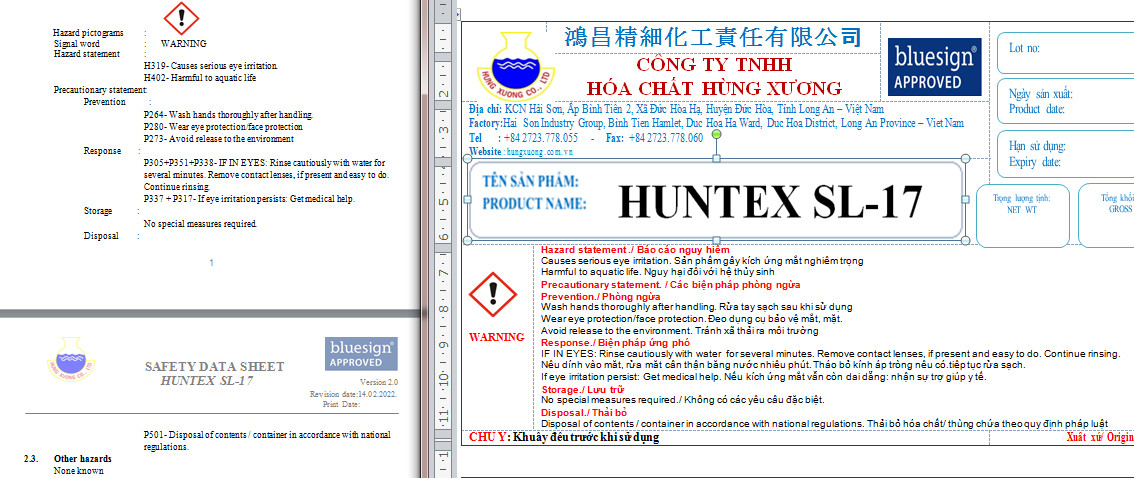 Hazard pictograms :
Signal word : WARNING
Hazard statement :
H319- Causes serious eye irritation.
H402- Harmful to aquatic life
Precautionary statement:
Prevention :
P264- Wash hands thoroughly after handling.
P280- Wear eye protection/face protection
P273- Avoid release to the environment
Response :
P305+P351+P338- IF IN EYES: Rinse cautiously with water for
several minutes. Remove contact lenses, if present and easy to do.
Continue rinsing.
P337 + P317- If eye irritation persists: Get medical help.
Storage :
No special measures required.
Disposal :
1
HUNG XUONG CO., LTD
SAFETY DATA SHEET
HUNTEX SL-17
bluesign®
APPROVED
Version 2.0
Revision date:14.02.2022.
Print Date:
P501- Disposal of contents / container in accordance with national
regulations.
2.3. Other hazards
None known
HUNG XUONG CO., LTD
鴻昌精細化工責任有限公司
CÔNG TY TNHH
HÓA CHẤT HÙNG XƯƠNG
bluesign®
APPROVED
Địa chỉ: KCN Hải Sơn, Ấp Bình Tiền 2, Xã Đức Hòa Hạ, Huyện Đức Hòa, Tỉnh Long An – Việt Nam
Factory:Hai Son Industry Group, Binh Tien Hamlet, Duc Hoa Ha Ward, Duc Hoa District, Long An Province – Viet Nam
Tel : +84 2723.778.055 - Fax: +84 2723.778.060
Website: hungxuong.com.vn
Lot no:
Ngày sản xuất:
Product date:
Hạn sử dụng:
Expiry date:
TÊN SẢN PHẨM:
PRODUCT NAME:
HUNTEX SL-17
Trọng lượng tịnh:
NET WT
Tổng khối
GROSS
WARNING
Hazard statement./ Báo cáo nguy hiểm
Causes serious eye irritation. Sản phẩm gây kích ứng mắt nghiêm trọng
Harmful to aquatic life. Nguy hại đối với hệ thủy sinh
Precautionary statement. / Các biện pháp phòng ngừa
Prevention./ Phòng ngừa
Wash hands thoroughly after handling. Rửa tay sạch sau khi sử dụng
Wear eye protection/face protection. Đeo dụng cụ bảo vệ mắt, mặt.
Avoid release to the environment. Tránh xã thải ra môi trường
Response./ Biện pháp ứng phó
IF IN EYES: Rinse cautiously with water for several minutes. Remove contact lenses, if present and easy to do. Continue rinsing.
Nếu dính vào mắt, rửa mắt cẩn thận bằng nước nhiều phút. Tháo bỏ kính áp tròng nếu có.tiếp tục rửa sạch.
If eye irritation persist: Get medical help. Nếu kích ứng mắt vẫn còn dai dẳng: nhận sự trợ giúp y tế.
Storage./ Lưu trữ
No special measures required./ Không có các yêu cầu đặc biệt.
Disposal./ Thải bỏ
Disposal of contents / container in accordance with national regulations. Thải bỏ hóa chất/ thùng chứa theo quy định pháp luật
CHÚ Ý: Khuấy đều trước khi sử dụng
Xuất xứ/ Origin